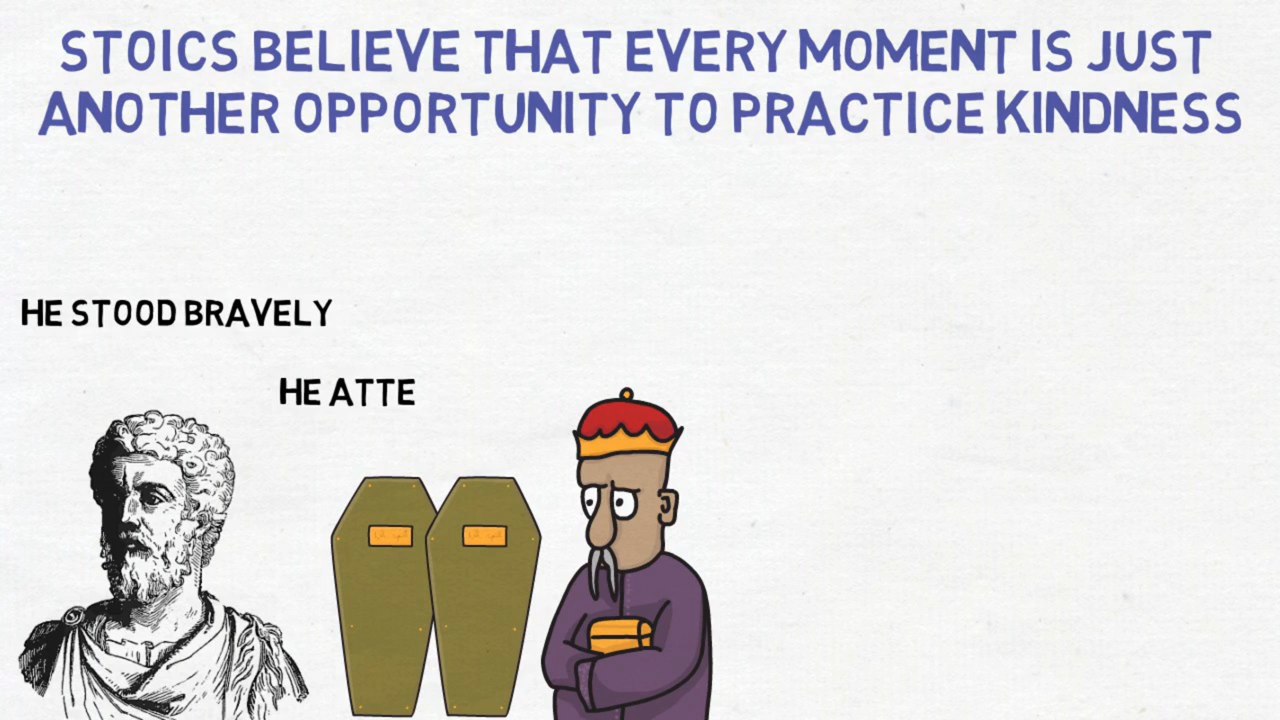 STOICS BELIEVE THAT EVERY MOMENT IS JUST
ANOTHER OPPORTUNITY TO PRACTICE KINDNESS
HE STOOD BRAVELY
HE ATTE